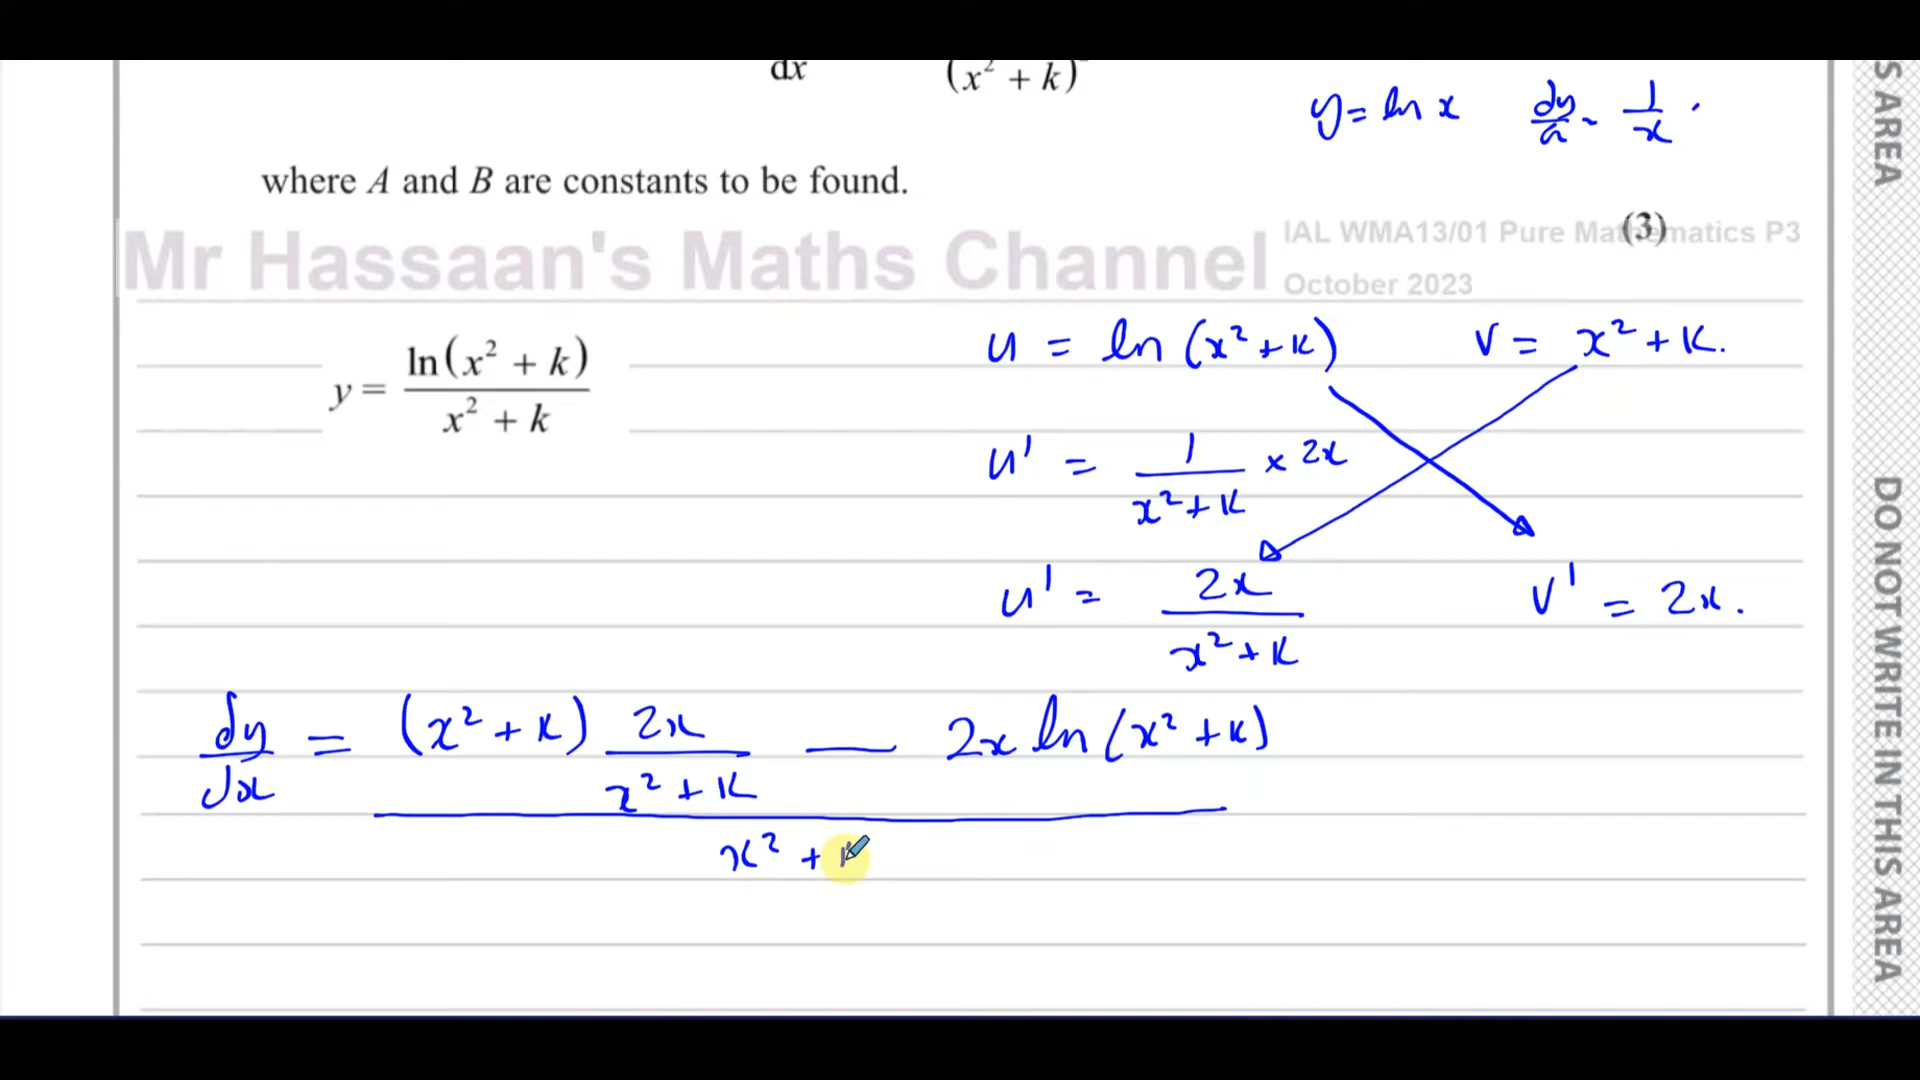 dx (x² + k)
y = ln x dy/dx = 1/x .
where A and B are constants to be found.
(3)
Mr Hassaan's Maths Channel
IAL WMA13/01 Pure Mathematics P3
October 2023
y = ln(x² + k) / x² + k
u = ln (x² + k) v = x² + k.
u' = 1 / x² + k × 2x
u' = 2x / x² + k v' = 2x.
dy/dx = (x² + k) 2x / x² + k — 2x ln (x² + k)
x² +
S AREA
DO NOT WRITE IN THIS AREA